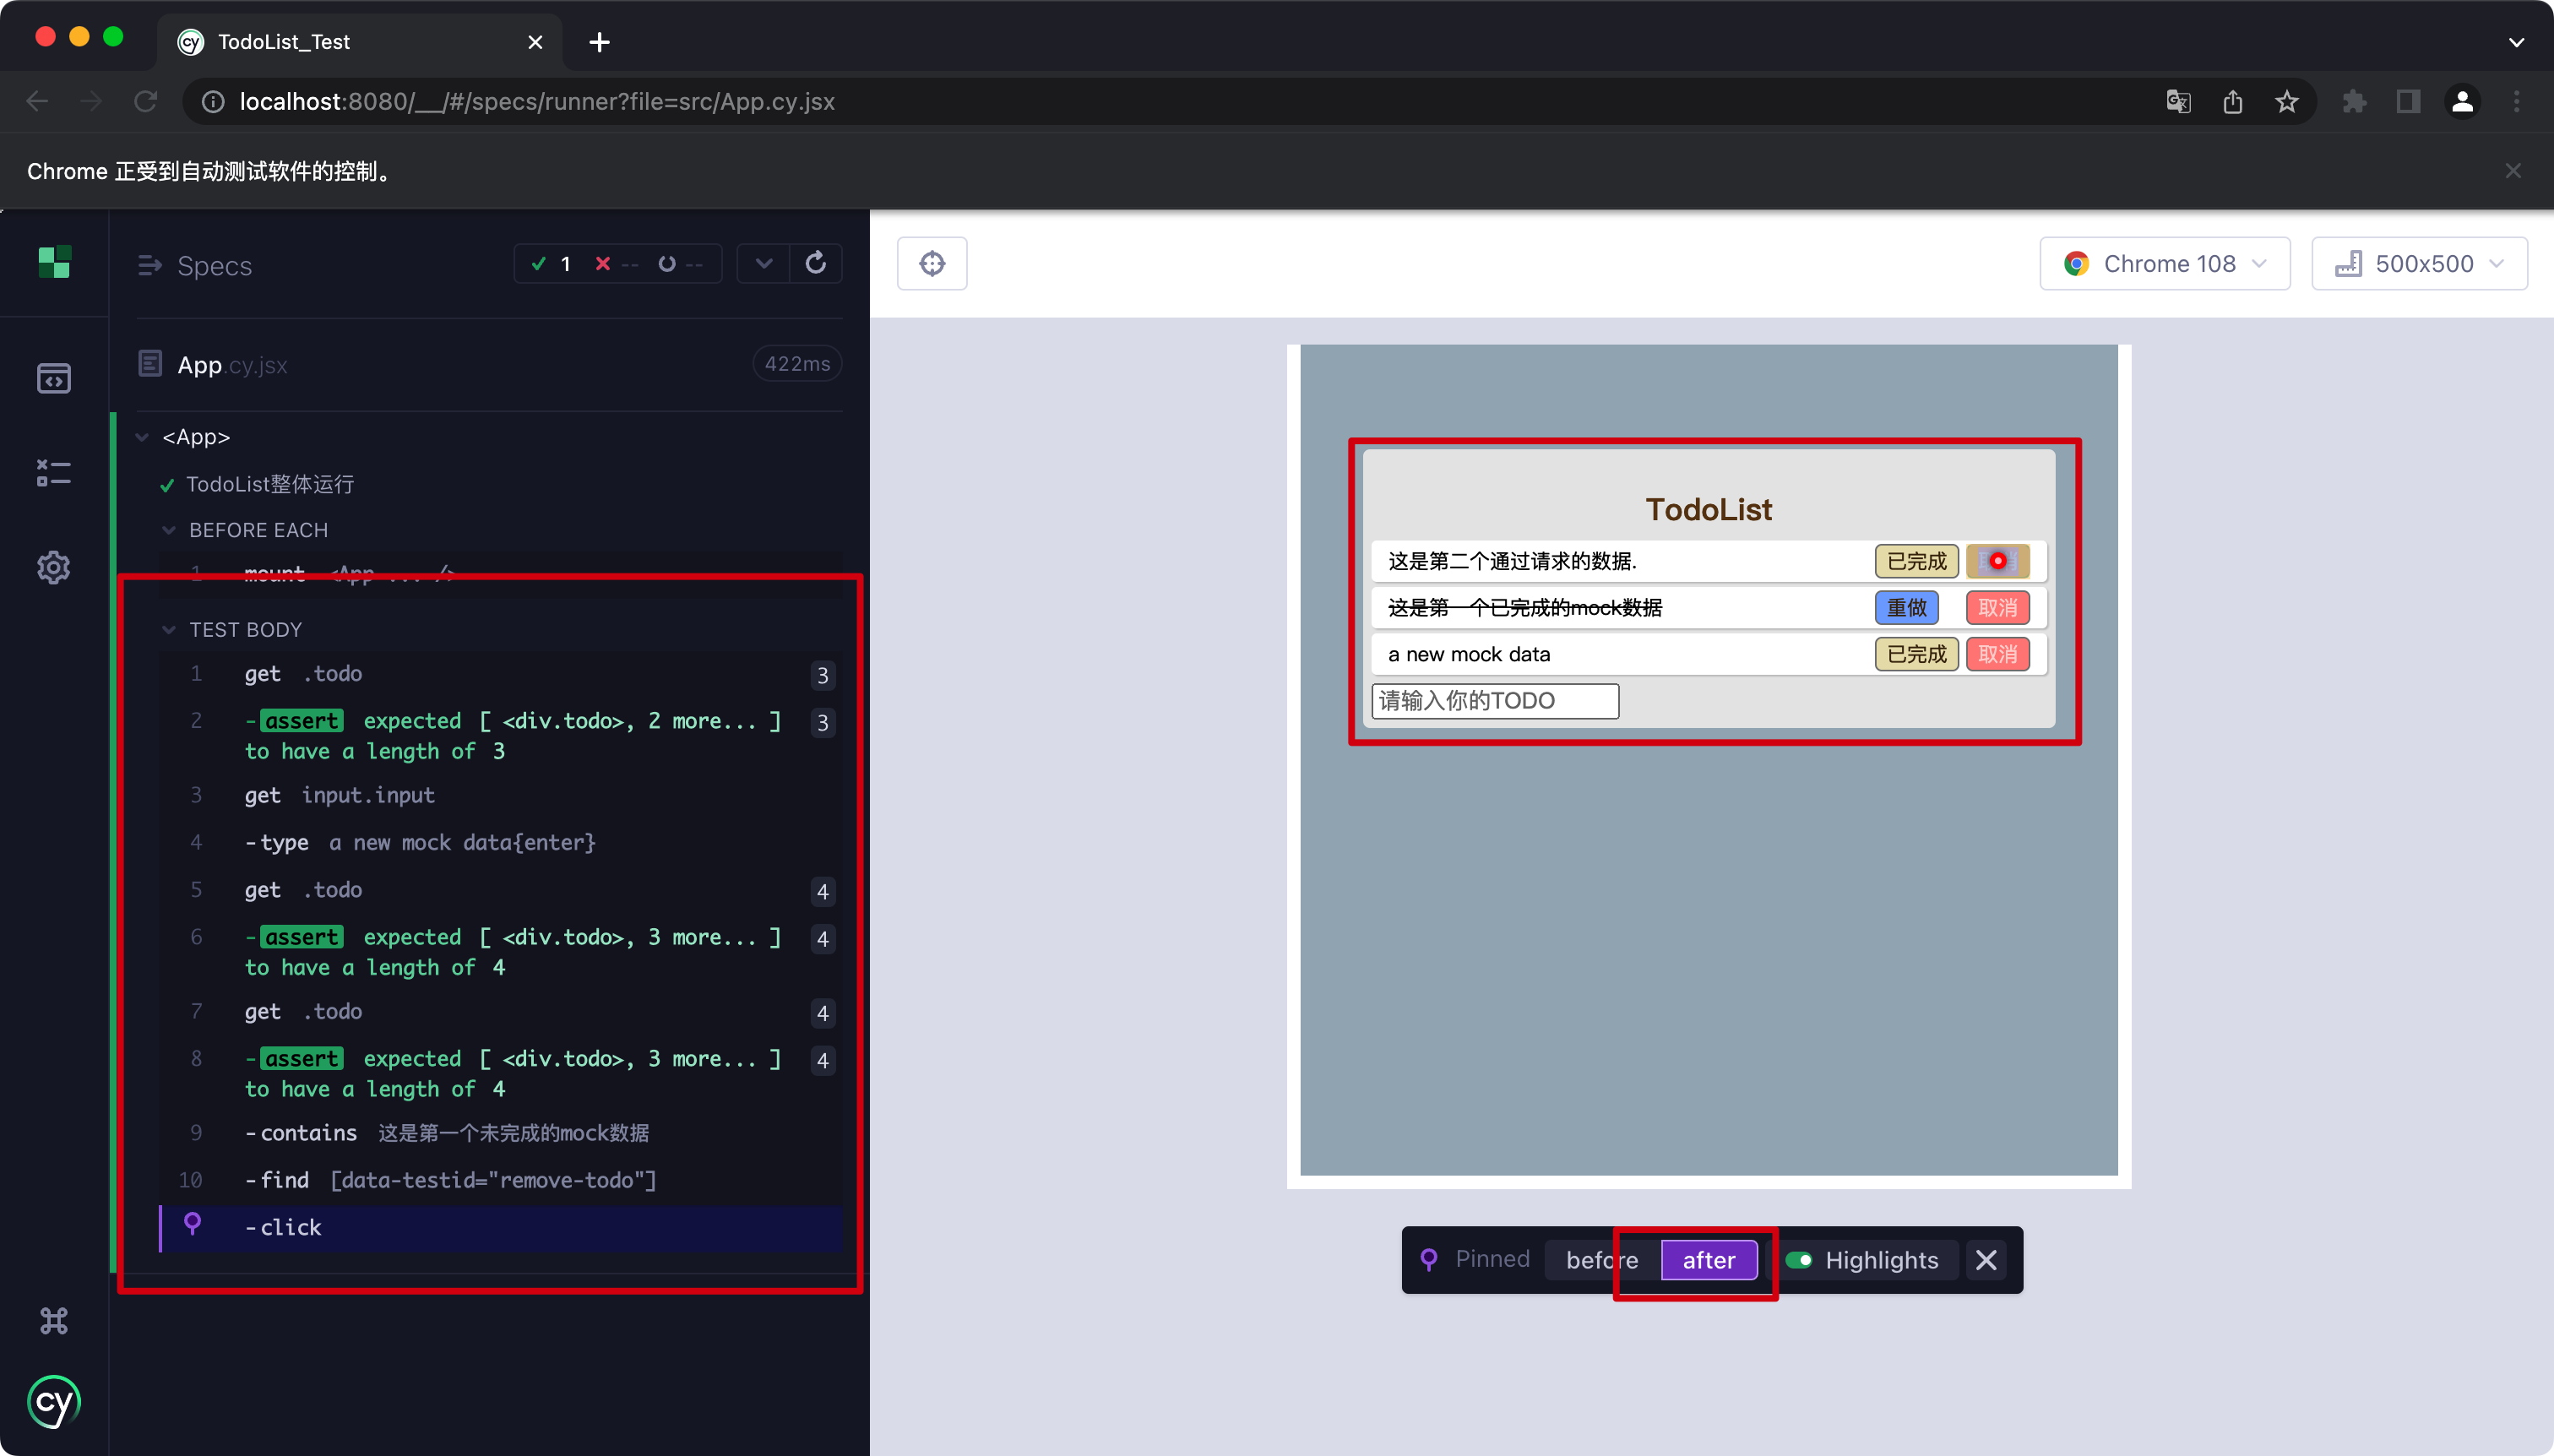 TodoList_Test
localhost:8080/__/#/specs/runner?file=src/App.cy.jsx
Chrome 正受到自动测试软件的控制。
Specs
1 -- --
App.cy.jsx 422ms
<App>
TodoList整体运行
BEFORE EACH
1 mount <App ... />
TEST BODY
1 get .todo 3
2 -assert expected [ <div.todo>, 2 more... ] 3
to have a length of 3
3 get input.input
4 -type a new mock data{enter}
5 get .todo 4
6 -assert expected [ <div.todo>, 3 more... ] 4
to have a length of 4
7 get .todo 4
8 -assert expected [ <div.todo>, 3 more... ] 4
to have a length of 4
9 -contains 这是第一个未完成的mock数据
10 -find [data-testid="remove-todo"]
-click
cy
Chrome 108
500x500
TodoList
这是第二个通过请求的数据. 已完成
这是第一个已完成的mock数据 重做 取消
a new mock data 已完成 取消
请输入你的TODO
Pinned before after Highlights